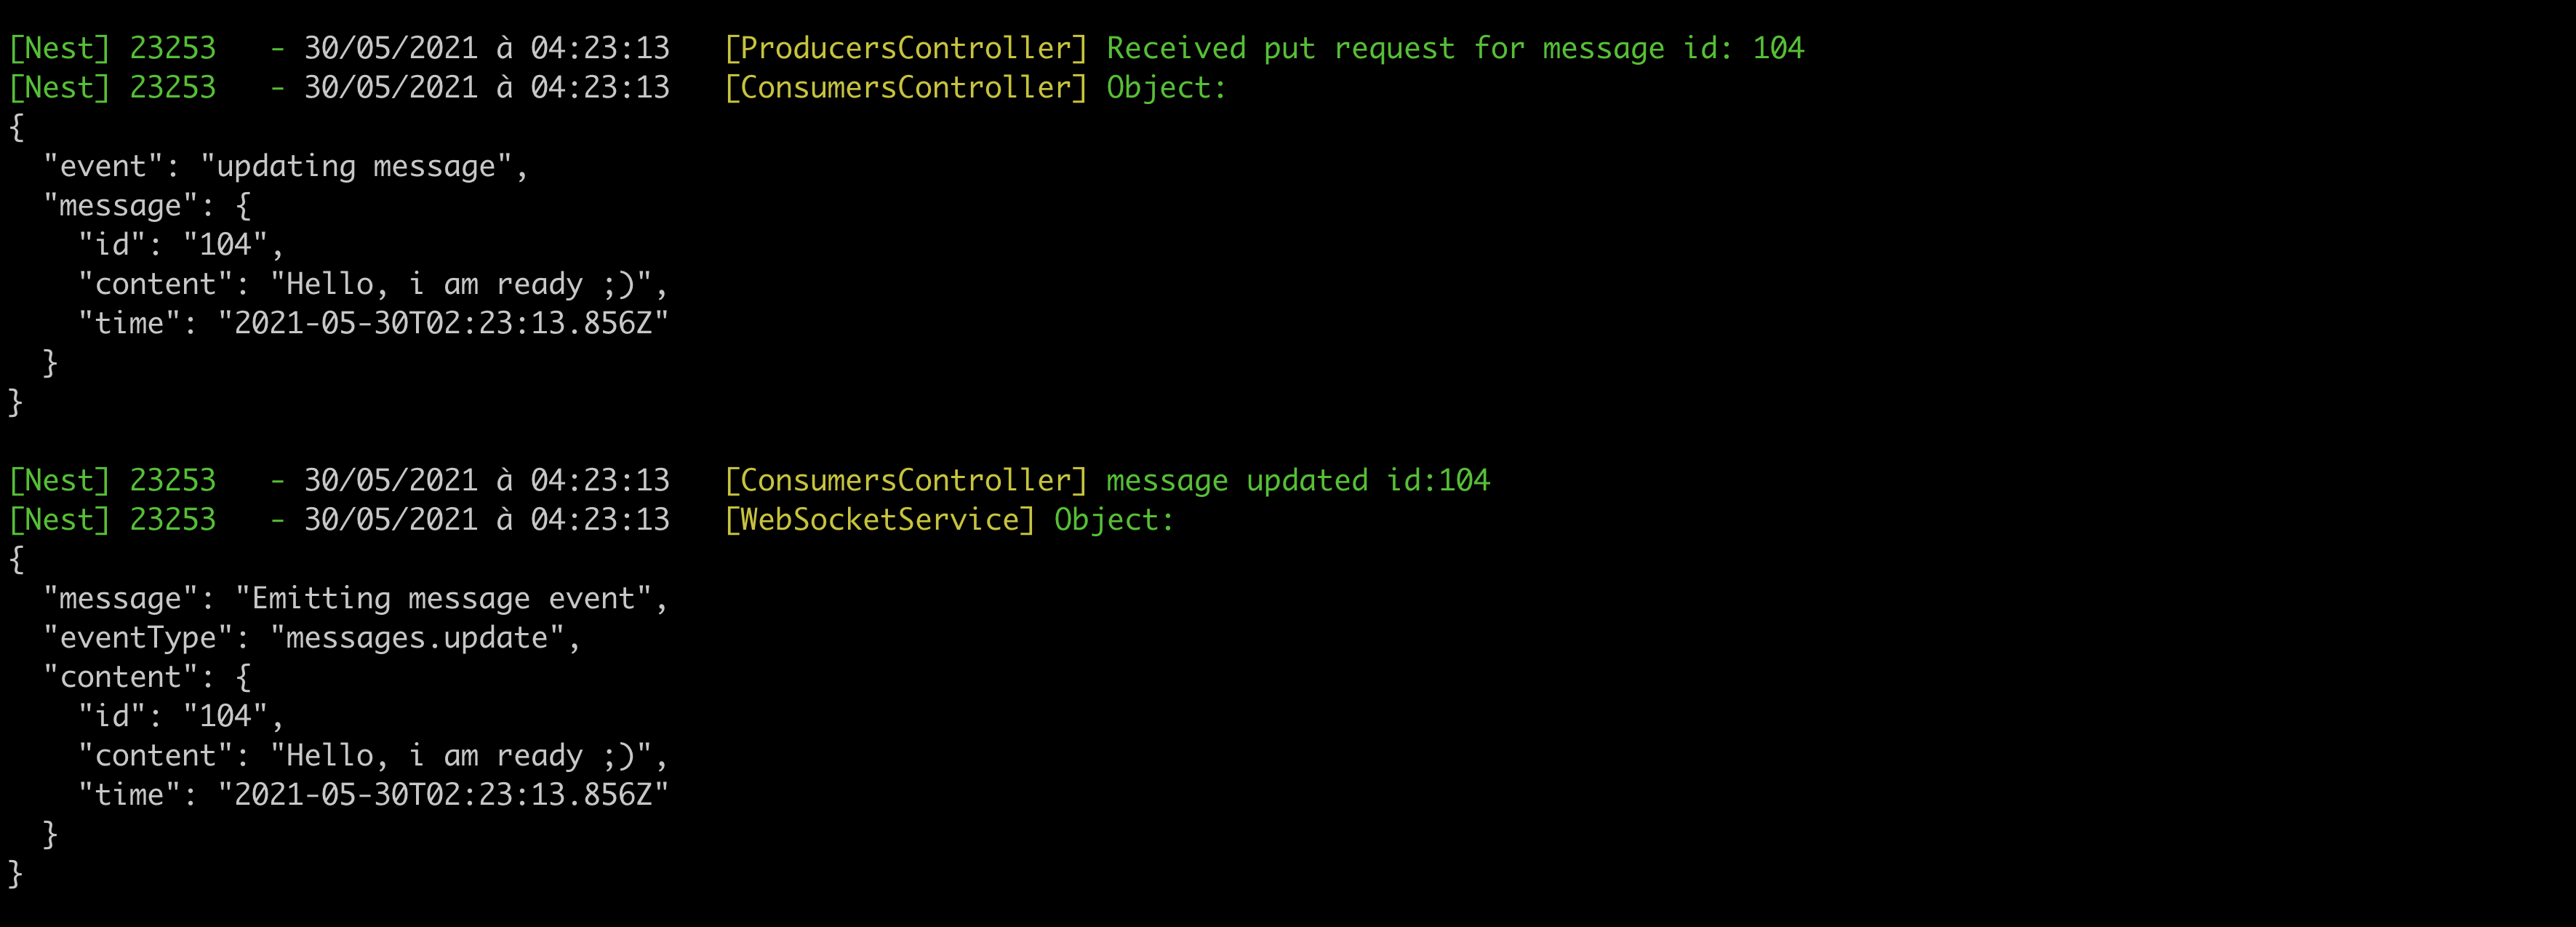 [Nest] 23253   - 30/05/2021 à 04:23:13   [ProducersController] Received put request for message id: 104
[Nest] 23253   - 30/05/2021 à 04:23:13   [ConsumersController] Object:
{
  "event": "updating message",
  "message": {
    "id": "104",
    "content": "Hello, i am ready ;)",
    "time": "2021-05-30T02:23:13.856Z"
  }
}

[Nest] 23253   - 30/05/2021 à 04:23:13   [ConsumersController] message updated id:104
[Nest] 23253   - 30/05/2021 à 04:23:13   [WebSocketService] Object:
{
  "message": "Emitting message event",
  "eventType": "messages.update",
  "content": {
    "id": "104",
    "content": "Hello, i am ready ;)",
    "time": "2021-05-30T02:23:13.856Z"
  }
}